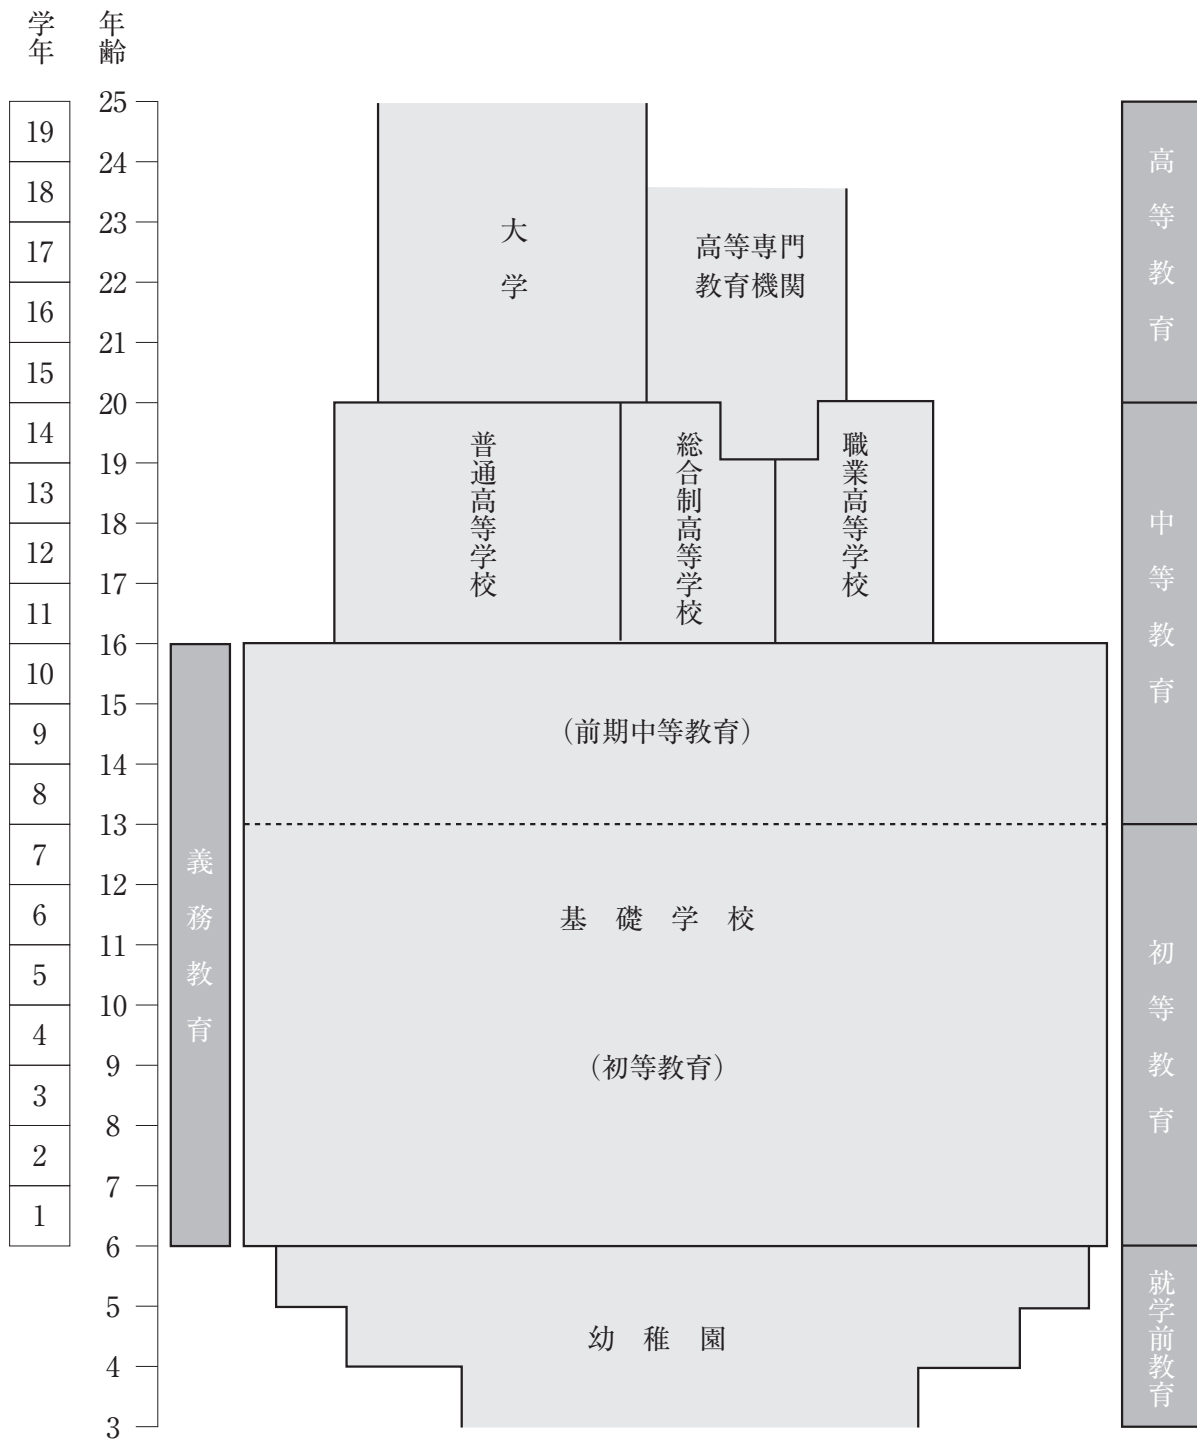 学年
年齢
25
19
24
18
23
17
22
16
21
15
20
14
19
13
18
12
17
11
16
10
15
9
14
8
13
7
12
6
11
5
10
4
9
3
8
2
7
1
6
5
4
3
義務教育
大学
高等専門
教育機関
普通高等学校
総合制高等学校
職業高等学校
(前期中等教育)
基礎学校
(初等教育)
幼稚園
高等教育
中等教育
初等教育
就学前教育